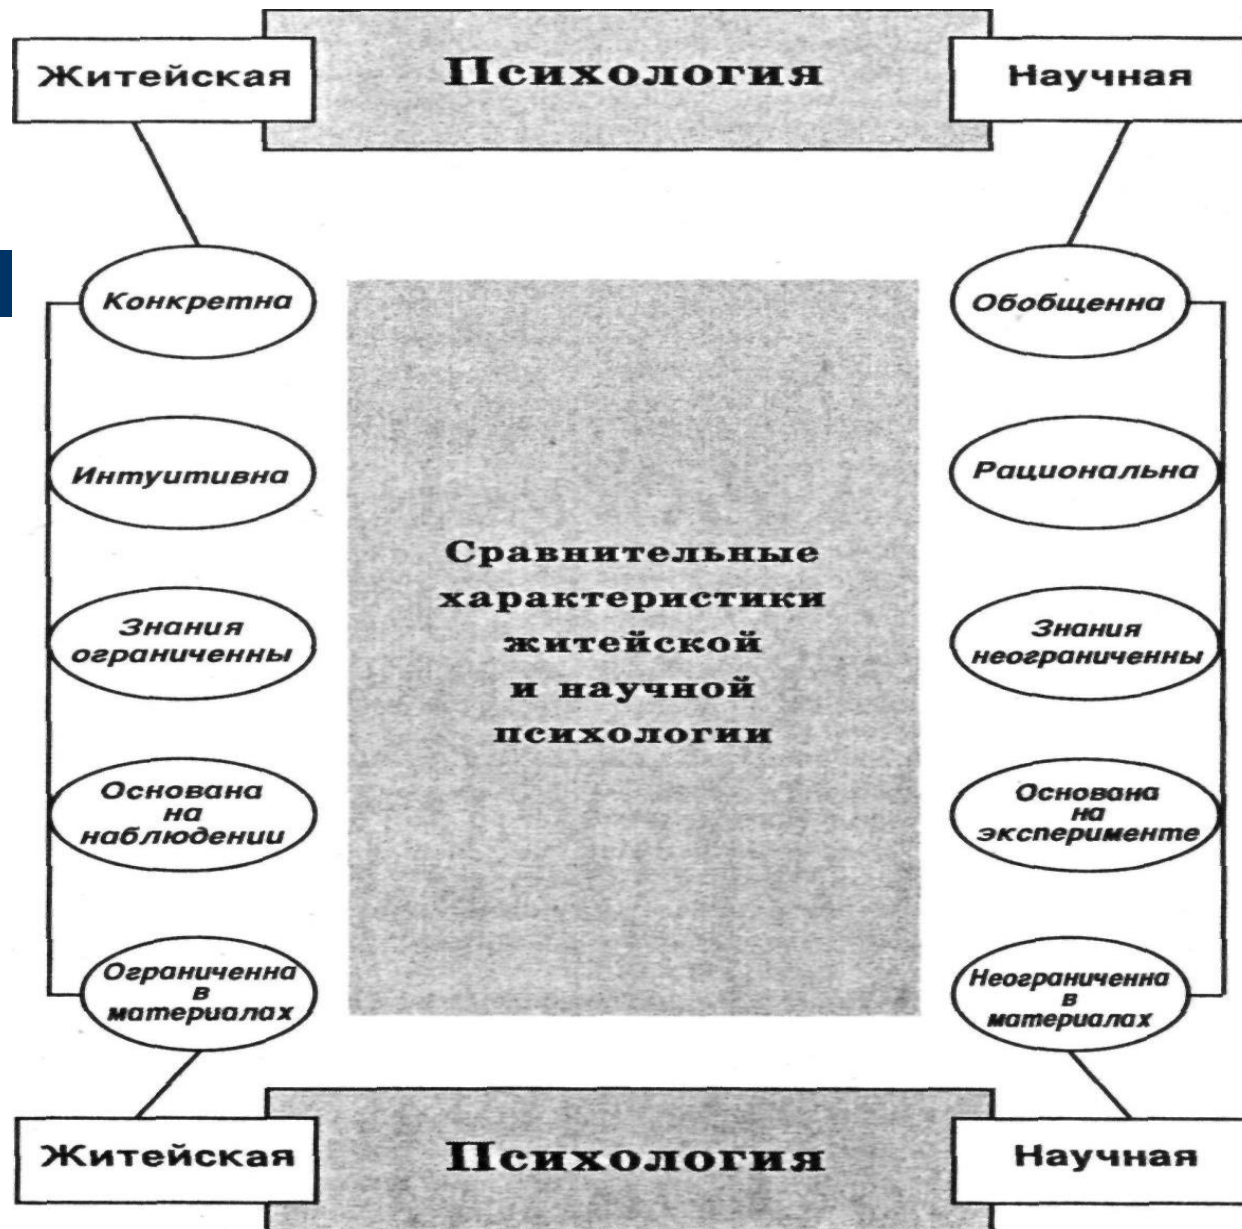 Житейская
Психология
Научная
Конкретна
Обобщенна
Интуитивна
Рациональна
Сравнительные
характеристики
житейской
и научной
психологии
Знания
ограниченны
Знания
неограниченны
Основана
на
наблюдении
Основана
на
эксперименте
Ограниченна
в
материалах
Неограниченна
в
материалах
Житейская
Психология
Научная